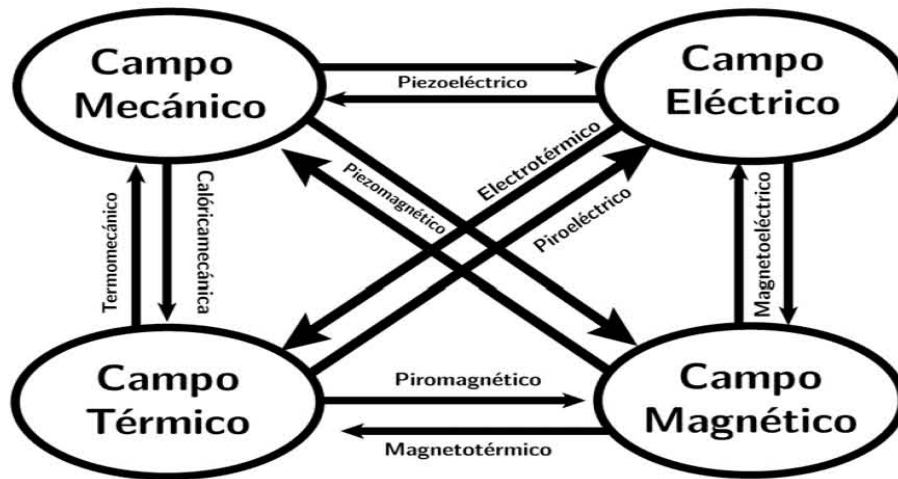 Campo
Mecánico
Piezoeléctrico
Campo
Eléctrico
Termomecánico
Calóricamecánica
Piezomagnético
Electrotérmico
Piroeléctrico
Magnetoeléctrico
Campo
Térmico
Piromagnético
Magnetotérmico
Campo
Magnético